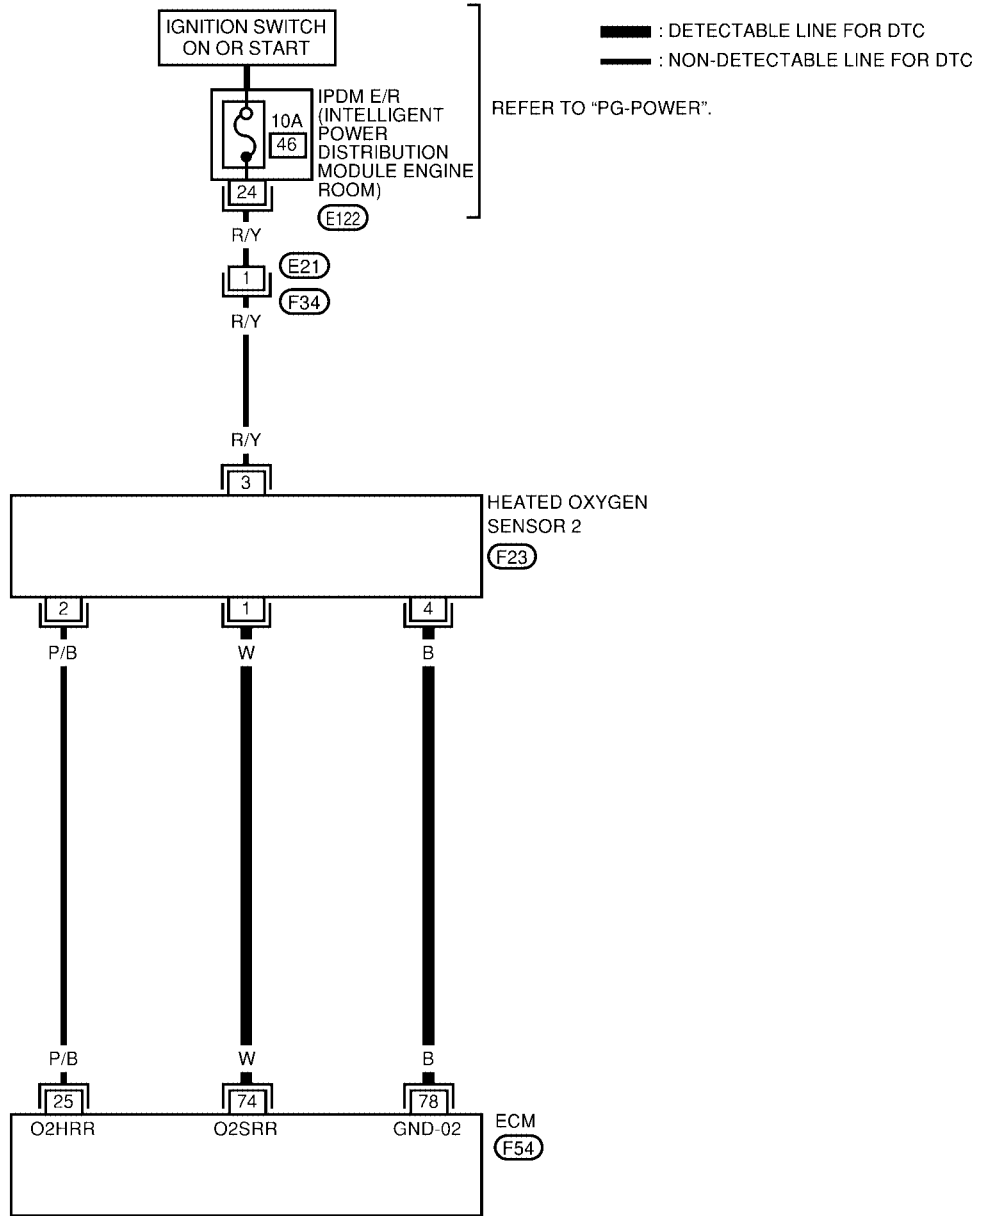 IGNITION SWITCH
ON OR START
: DETECTABLE LINE FOR DTC
: NON-DETECTABLE LINE FOR DTC
IPDM E/R
(INTELLIGENT
POWER
DISTRIBUTION
MODULE ENGINE
ROOM)
10A
46
REFER TO “PG-POWER”.
24
E122
R/Y
E21
1
F34
R/Y
R/Y
3
HEATED OXYGEN
SENSOR 2
F23
2 1 4
P/B W B
P/B W B
25 74 78
O2HRR O2SRR GND-02
ECM
F54